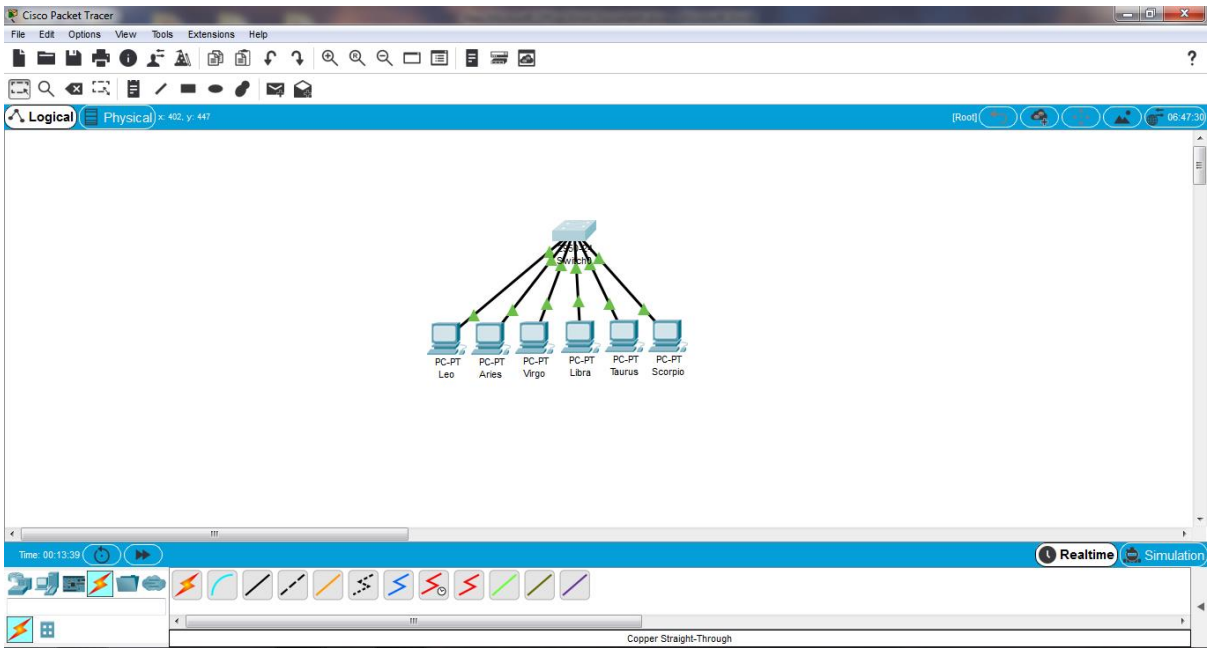 Cisco Packet Tracer
File Edit Options View Tools Extensions Help
?
Logical Physical x: 402, y: 447 [Root] 06:47:30
Switch0
PC-PT PC-PT PC-PT PC-PT PC-PT PC-PT
Leo Aries Virgo Libra Taurus Scorpio
Time: 00:13:39 Realtime Simulation
Copper Straight-Through